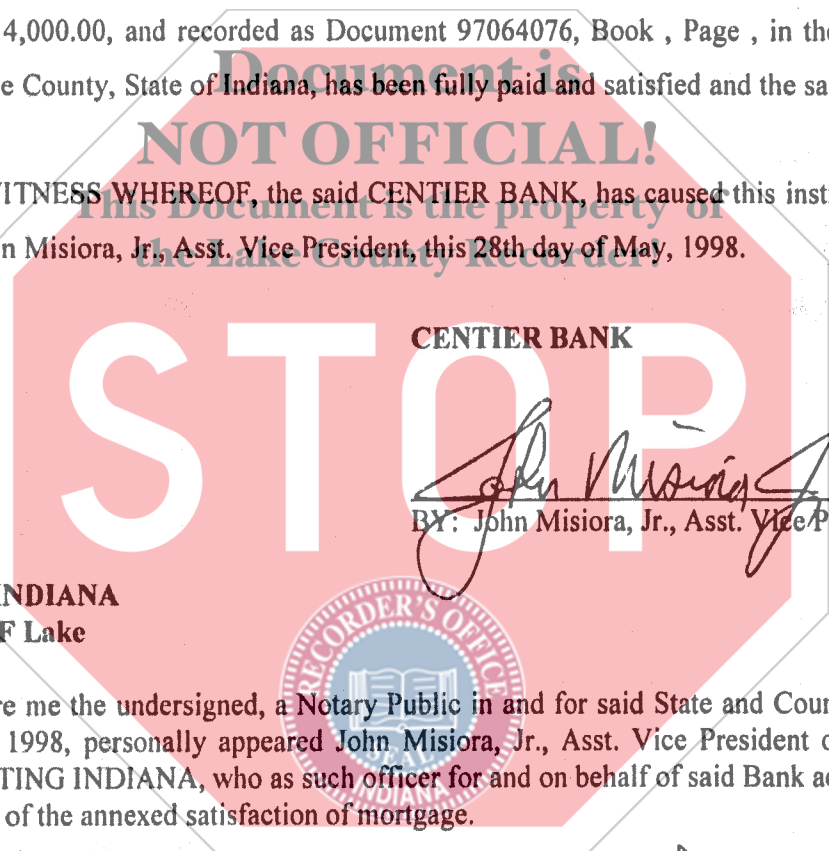 4,000.00, and recorded as Document 97064076, Book , Page , in the
Document is
e County, State of Indiana, has been fully paid and satisfied and the sa
NOT OFFICIAL!
ITNESS WHEREOF, the said CENTIER BANK, has caused this inst
This Document is the property of
n Misiora, Jr., Asst. Vice President, this 28th day of May, 1998.
the Lake County Recorder!
CENTIER BANK
STOP
John Misiora Jr
BY: John Misiora, Jr., Asst. Vice P
NDIANA
F Lake
RECORDER'S OFFICE
SEAL
INDIANA
re me the undersigned, a Notary Public in and for said State and Coun
1998, personally appeared John Misiora, Jr., Asst. Vice President o
TING INDIANA, who as such officer for and on behalf of said Bank ac
of the annexed satisfaction of mortgage.